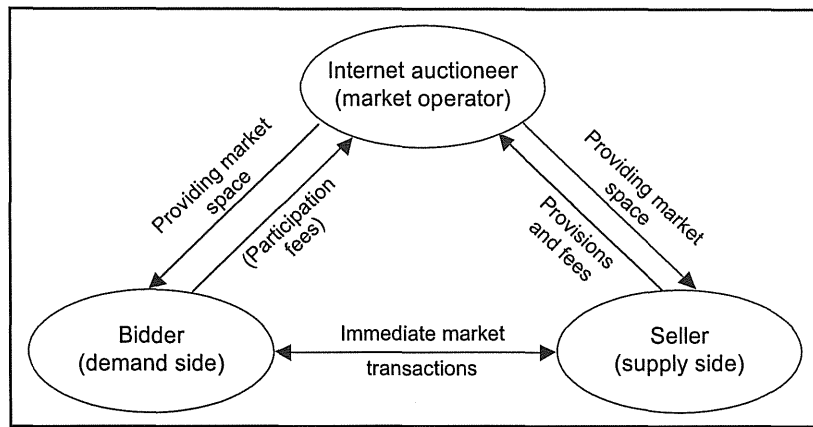 Internet auctioneer
(market operator)
Providing market
space
(Participation
fees)
Provisions
and fees
Providing market
space
Bidder
(demand side)
Immediate market
transactions
Seller
(supply side)